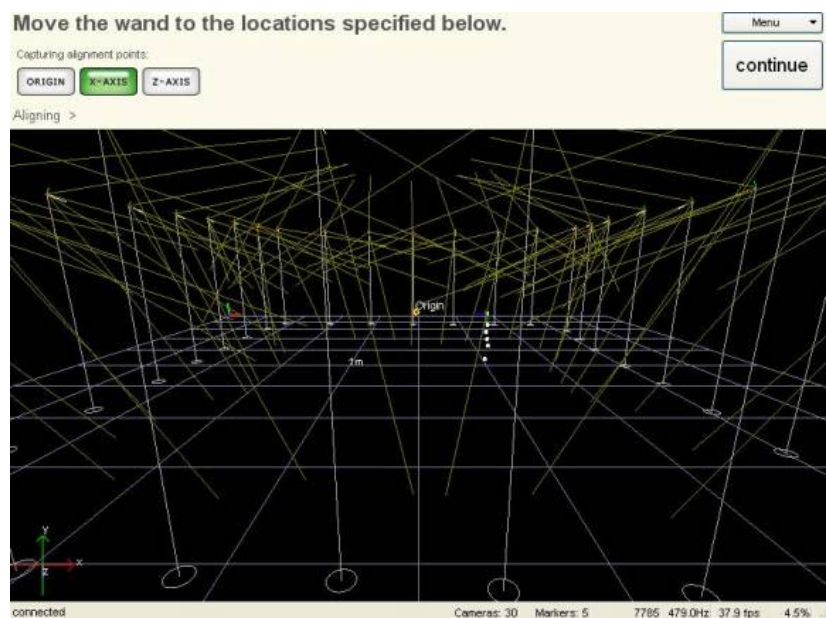 Move the wand to the locations specified below.
Menu
Capturing alignment points:
continue
ORIGIN X-AXIS Z-AXIS
Aligning >
Origin
1m
Y
X
Z
connected Cameras: 30 Markers: 5 7785 479.0Hz 37.9 fps 4.5%